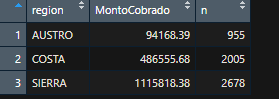 region MontoCobrado n
1 AUSTRO 94168.39 955
2 COSTA 486555.68 2005
3 SIERRA 1115818.38 2678